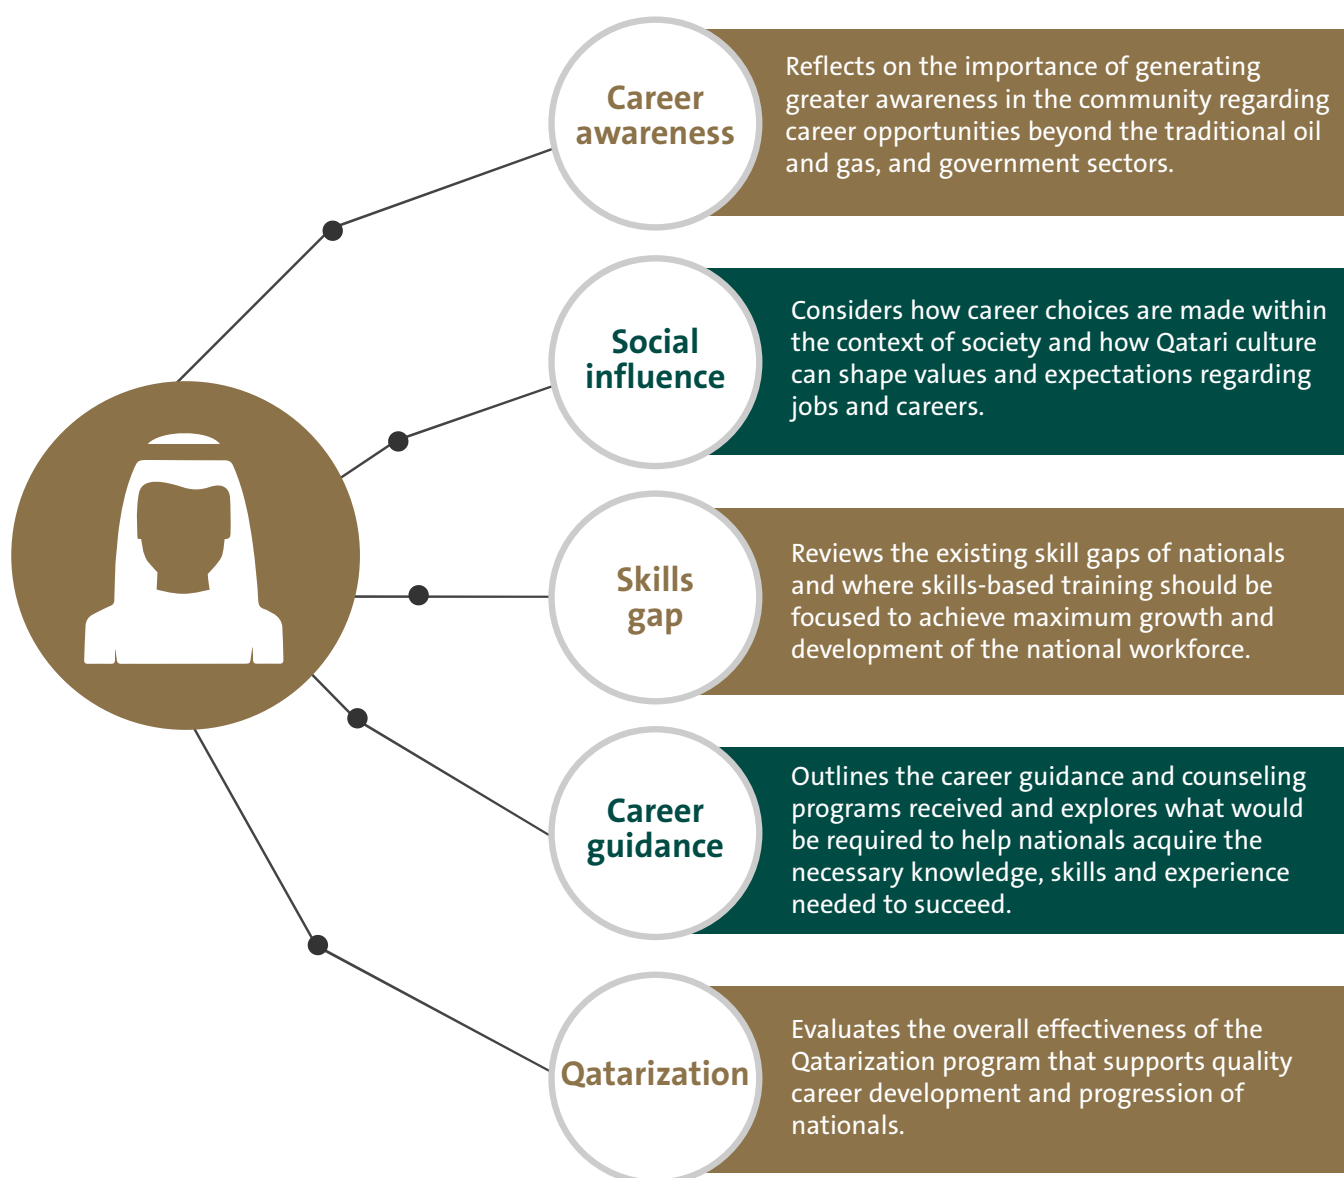 Career
awareness
Reflects on the importance of generating
greater awareness in the community regarding
career opportunities beyond the traditional oil
and gas, and government sectors.
Social
influence
Considers how career choices are made within
the context of society and how Qatari culture
can shape values and expectations regarding
jobs and careers.
Skills
gap
Reviews the existing skill gaps of nationals
and where skills-based training should be
focused to achieve maximum growth and
development of the national workforce.
Career
guidance
Outlines the career guidance and counseling
programs received and explores what would
be required to help nationals acquire the
necessary knowledge, skills and experience
needed to succeed.
Qatarization
Evaluates the overall effectiveness of the
Qatarization program that supports quality
career development and progression of
nationals.